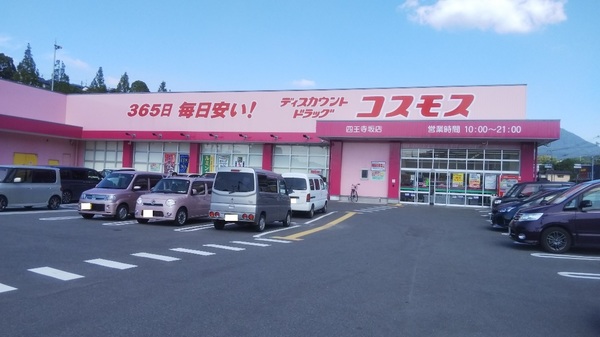 365日 毎日安い!
ディスカウント
ドラッグ
コスモス
四王寺坂店
営業時間 10:00~21:00